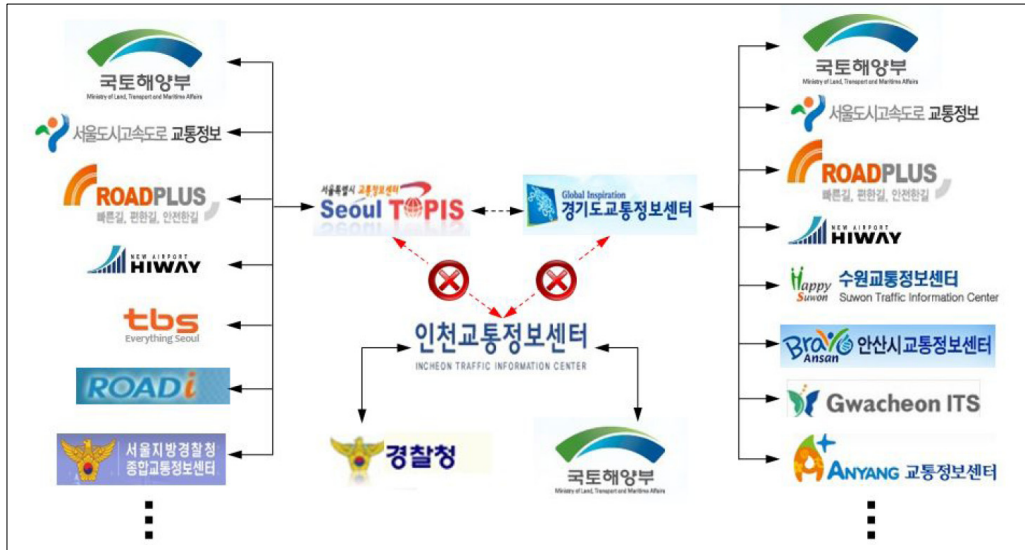 국토해양부
Ministry of Land, Transport and Maritime Affairs
서울도시고속도로 교통정보
ROADPLUS
빠른길, 편한길, 안전한길
NEW AIRPORT
HIWAY
tbs
Everything Seoul
ROADi
서울지방경찰청
종합교통정보센터
서울특별시 교통정보센터
Seoul TOPIS
Global Inspiration
경기도교통정보센터
인천교통정보센터
INCHEON TRAFFIC INFORMATION CENTER
경찰청
국토해양부
Ministry of Land, Transport and Maritime Affairs
국토해양부
Ministry of Land, Transport and Maritime Affairs
서울도시고속도로 교통정보
ROADPLUS
빠른길, 편한길, 안전한길
NEW AIRPORT
HIWAY
Happy Suwon
수원교통정보센터
Suwon Traffic Information Center
BraVo Ansan
안산시교통정보센터
Gwacheon ITS
A+ ANYANG 교통정보센터